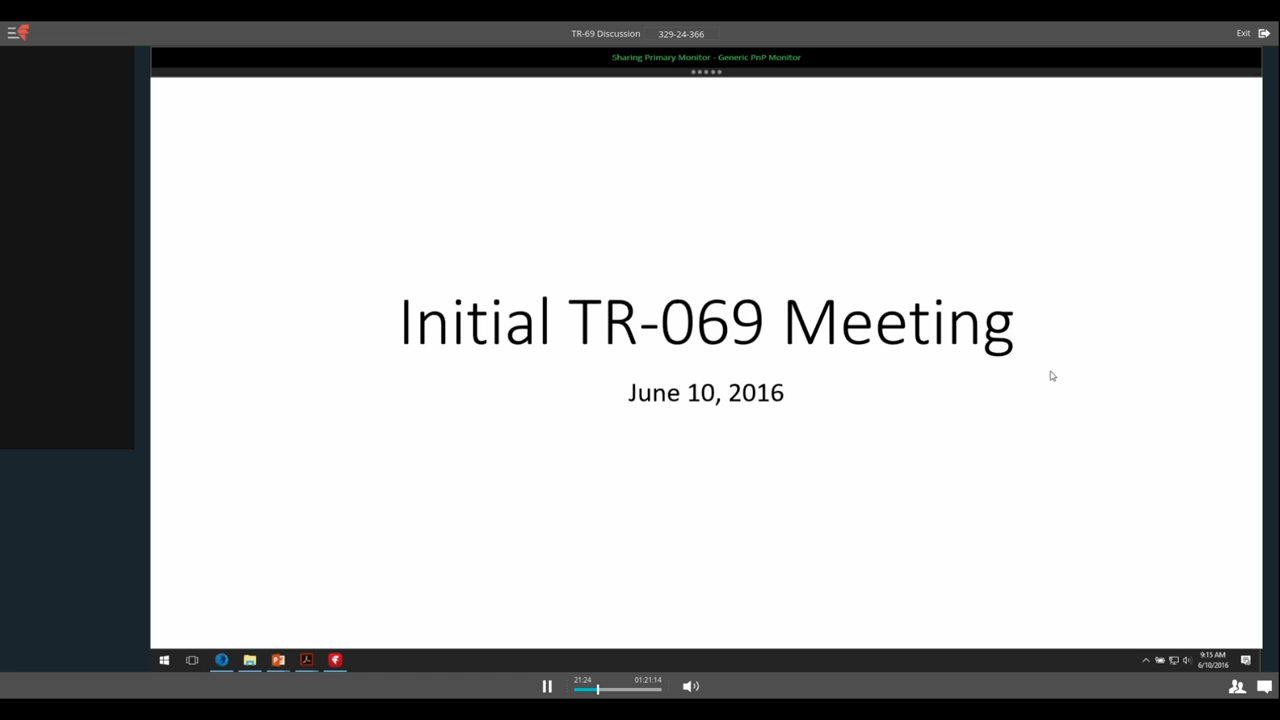 TR-69 Discussion 329-24-366
Exit
Sharing Primary Monitor - Generic PnP Monitor
Initial TR-069 Meeting
June 10, 2016
9:15 AM
6/10/2016
21:24 01:21:14